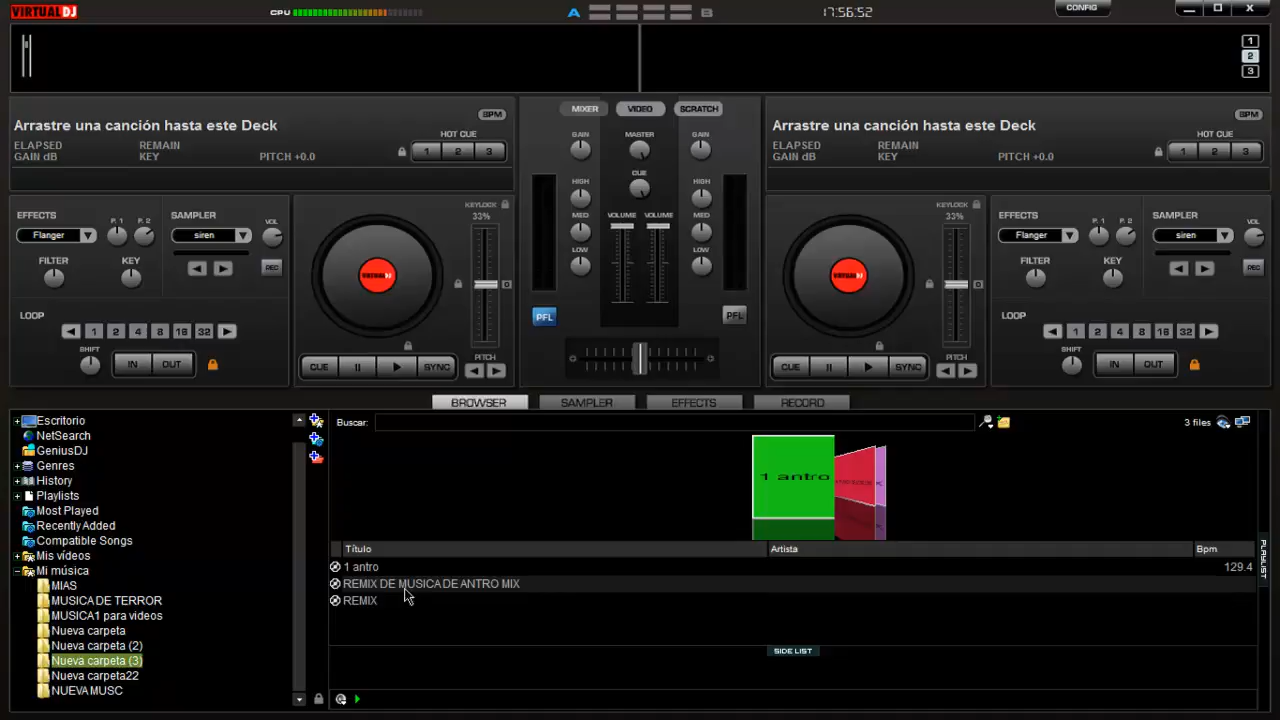 VIRTUALDJ
CPU
A
B
17:56:52
CONFIG
1
2
3
Arrastre una canción hasta este Deck
BPM
ELAPSED
REMAIN
HOT CUE
GAIN dB
KEY
PITCH +0.0
1 2 3
MIXER
VIDEO
SCRATCH
GAIN
MASTER
GAIN
CUE
HIGH
HIGH
MED
VOLUME
VOLUME
MED
LOW
LOW
PFL
PFL
Arrastre una canción hasta este Deck
BPM
ELAPSED
REMAIN
HOT CUE
GAIN dB
KEY
PITCH +0.0
1 2 3
EFFECTS
P. 1
P. 2
SAMPLER
VOL
Flanger
siren
FILTER
KEY
REC
LOOP
1 2 4 8 16 32
SHIFT
IN
OUT
KEYLOCK
33%
VIRTUALDJ
0
CUE
SYNC
PITCH
KEYLOCK
33%
VIRTUALDJ
0
CUE
SYNC
PITCH
EFFECTS
P. 1
P. 2
SAMPLER
VOL
Flanger
siren
FILTER
KEY
REC
LOOP
1 2 4 8 16 32
SHIFT
IN
OUT
BROWSER
SAMPLER
EFFECTS
RECORD
Escritorio
NetSearch
GeniusDJ
Genres
History
Playlists
Most Played
Recently Added
Compatible Songs
Mis vídeos
Mi música
MIAS
MUSICA DE TERROR
MUSICA1 para videos
Nueva carpeta
Nueva carpeta (2)
Nueva carpeta (3)
Nueva carpeta22
NUEVA MUSC
Buscar:
3 files
1 antro
Título
Artista
Bpm
1 antro
129.4
REMIX DE MUSICA DE ANTRO MIX
REMIX
SIDE LIST
PLAYLIST